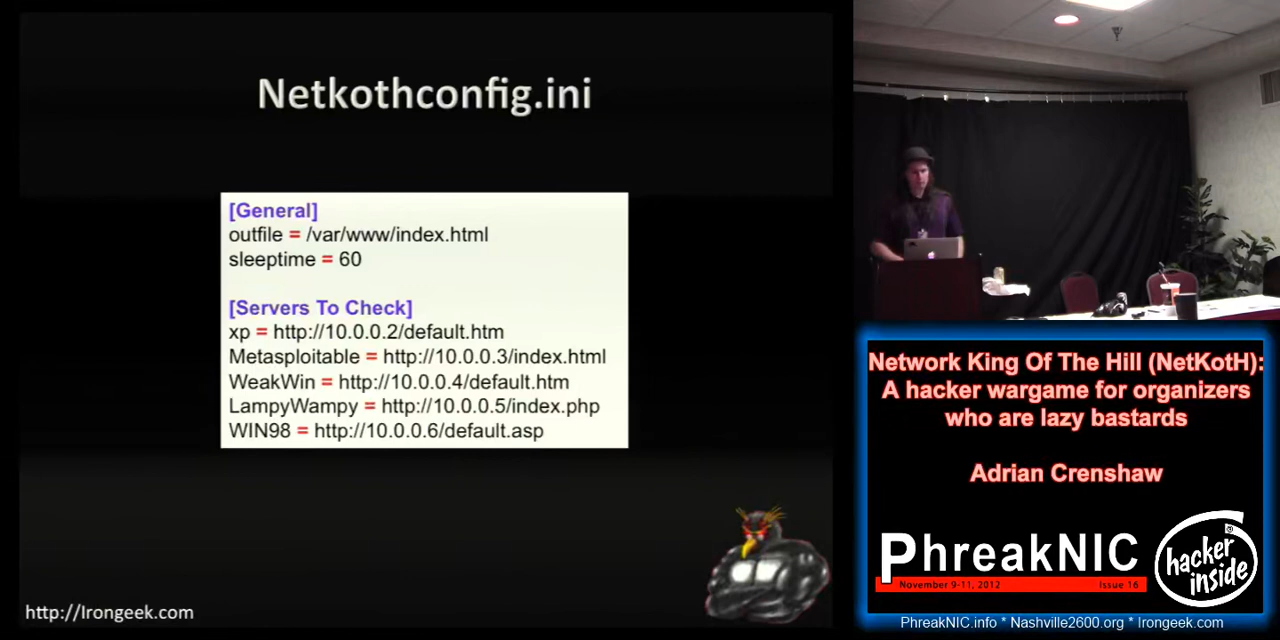 Netkothconfig.ini
[General]
outfile = /var/www/index.html
sleeptime = 60
[Servers To Check]
xp = http://10.0.0.2/default.htm
Metasploitable = http://10.0.0.3/index.html
WeakWin = http://10.0.0.4/default.htm
LampyWampy = http://10.0.0.5/index.php
WIN98 = http://10.0.0.6/default.asp
http://Irongeek.com
Network King Of The Hill (NetKotH):
A hacker wargame for organizers
who are lazy bastards
Adrian Crenshaw
PhreakNIC
November 9-11, 2012 Issue 16
hacker
inside
PhreakNIC.info * Nashville2600.org * Irongeek.com